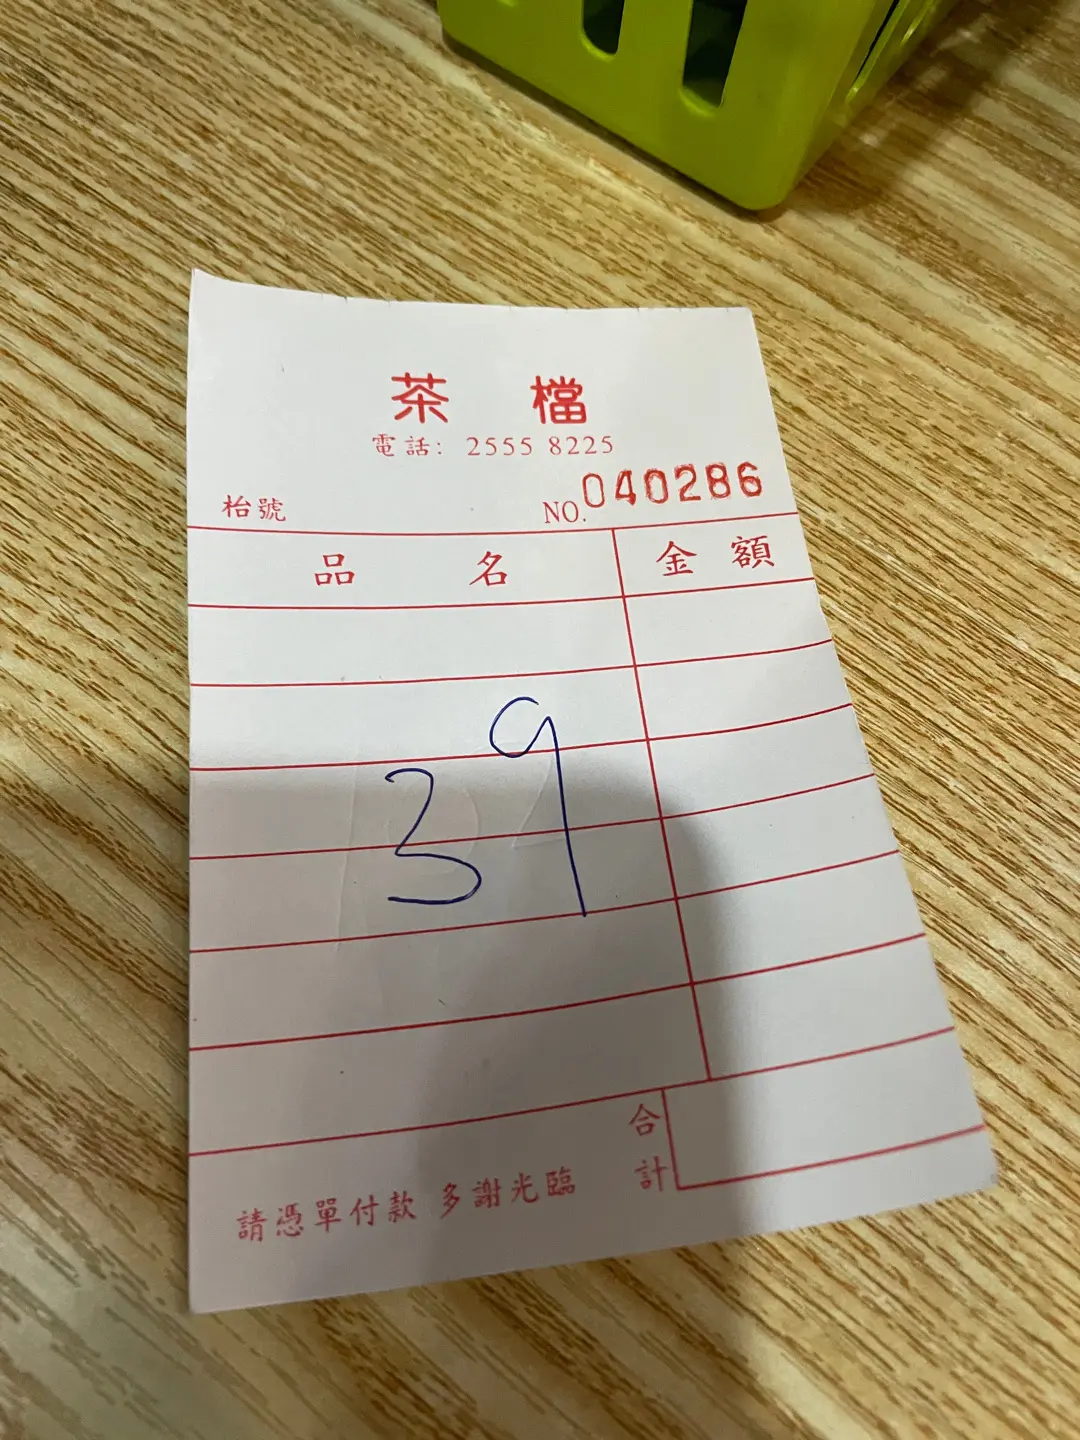 茶檔
電話: 2555 8225
枱號 NO. 040286
品名 金額
39
合計
請憑單付款 多謝光臨